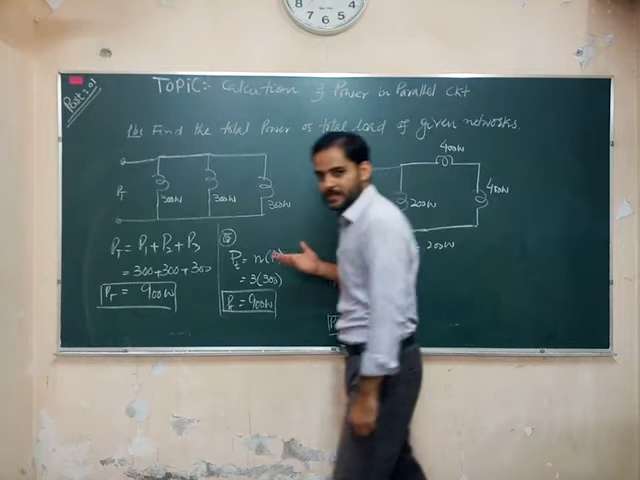 Part: 01
TOPIC:- Calcution of Power in Parallel CKt
Find the total Power or total load of given networks.
PT
300W
300W
300W
400W
200W
400W
PT = P1 + P2 + P3
= 300+300+300
PT = 900W
= 3(300)
= 900W
= 200W